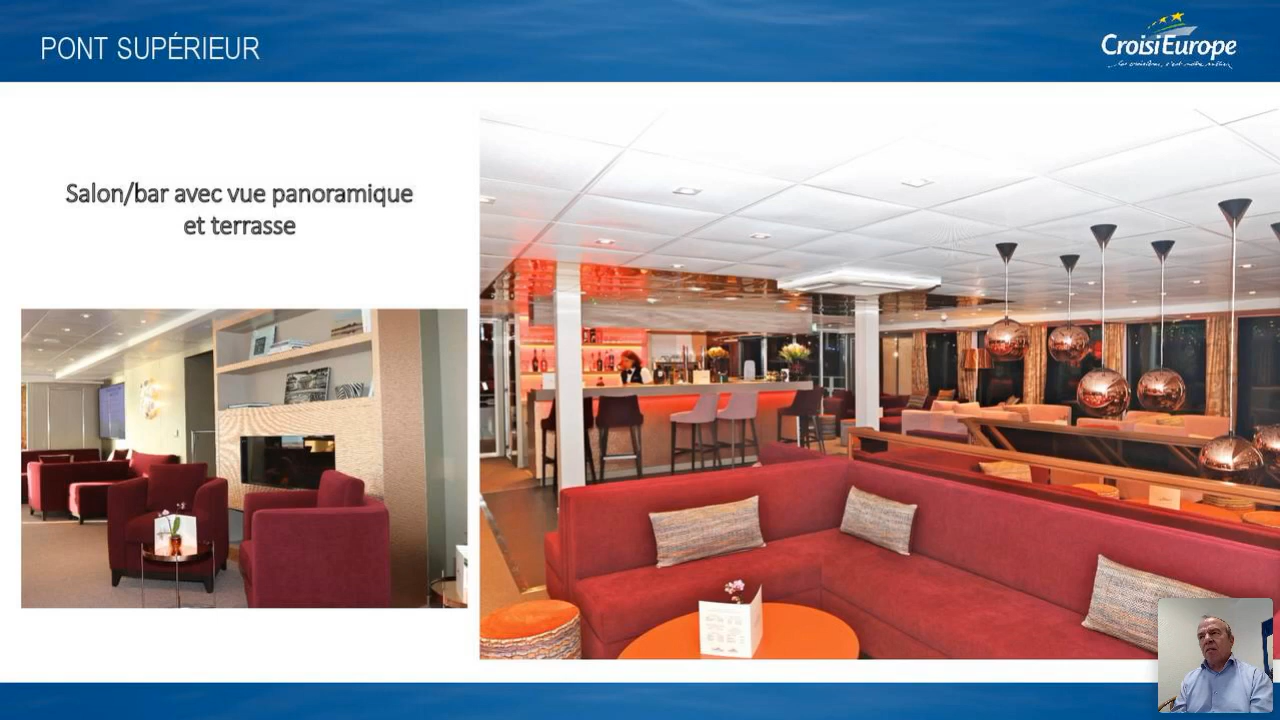 PONT SUPÉRIEUR
CroisiEurope
Salon/bar avec vue panoramique
et terrasse